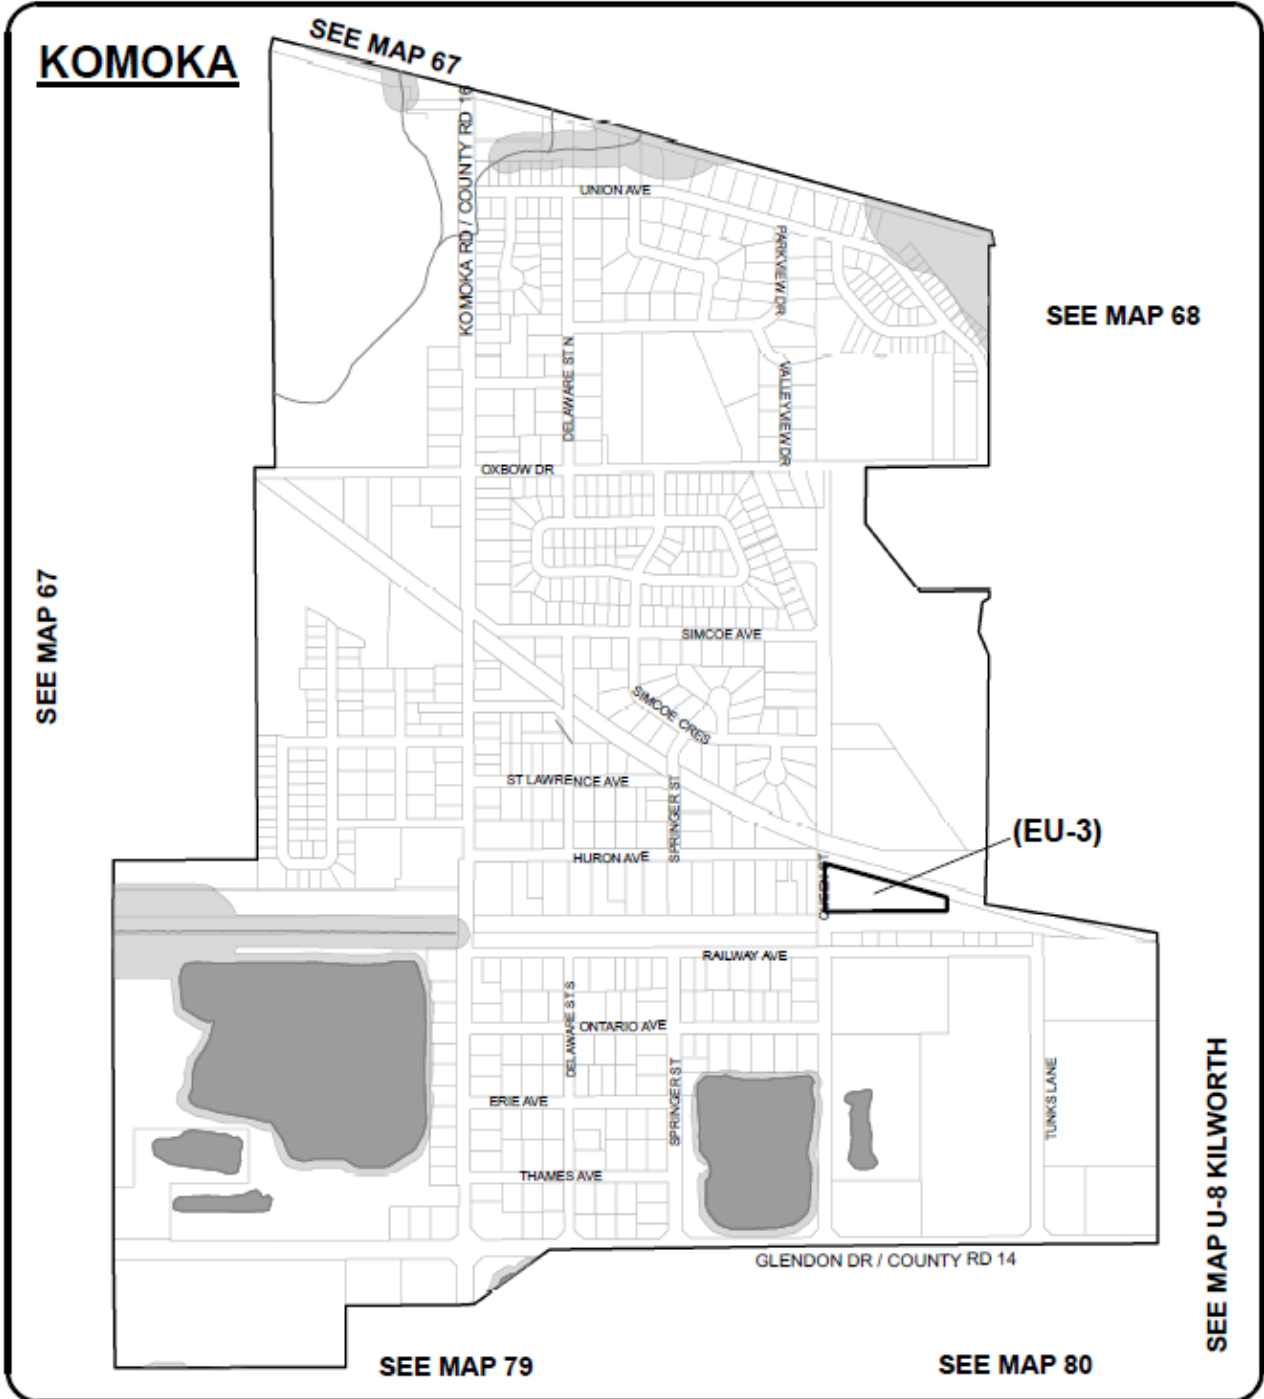 KOMOKA
SEE MAP 67
KOMOKA RD / COUNTY RD 16
UNION AVE
PARKVIEW DR
SEE MAP 68
DELAWARE ST N
VALLEYVIEW DR
OXBOW DR
SEE MAP 67
SIMCOE AVE
SIMCOE CRES
ST LAWRENCE AVE
SPRINGER ST
(EU-3)
HURON AVE
QUEEN ST
RAILWAY AVE
DELAWARE ST S
ONTARIO AVE
SPRINGER ST
TUNKS LANE
ERIE AVE
THAMES AVE
SEE MAP U-8 KILWORTH
GLENDON DR / COUNTY RD 14
SEE MAP 79
SEE MAP 80